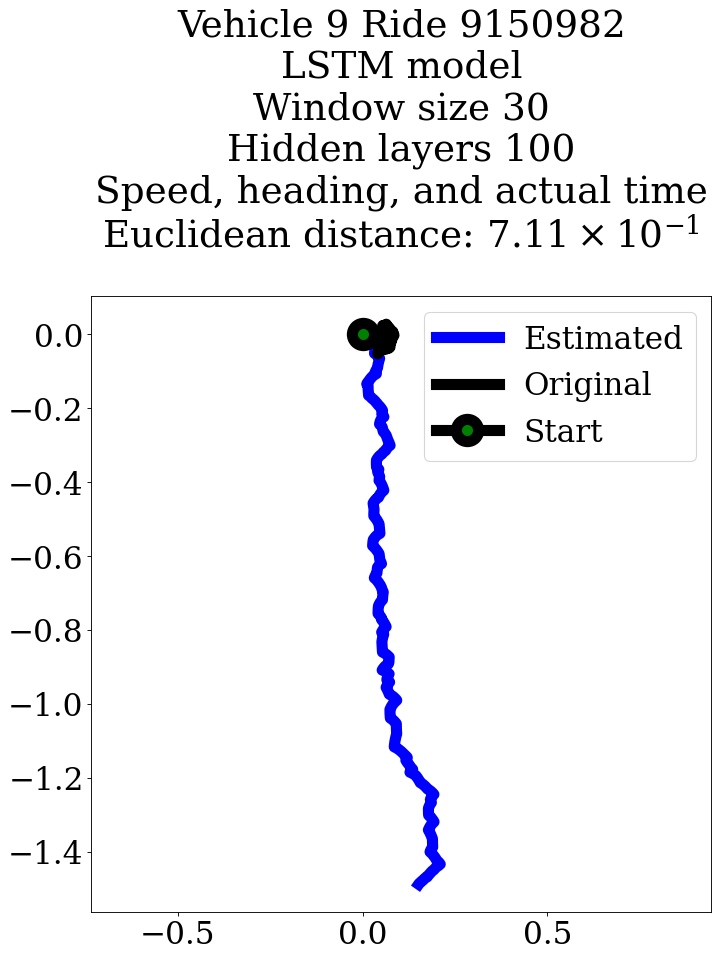 Vehicle 9 Ride 9150982
LSTM model
Window size 30
Hidden layers 100
Speed, heading, and actual time
Euclidean distance: 7.11 × 10⁻¹
Estimated
Original
Start
0.0
−0.2
−0.4
−0.6
−0.8
−1.0
−1.2
−1.4
−0.5
0.0
0.5